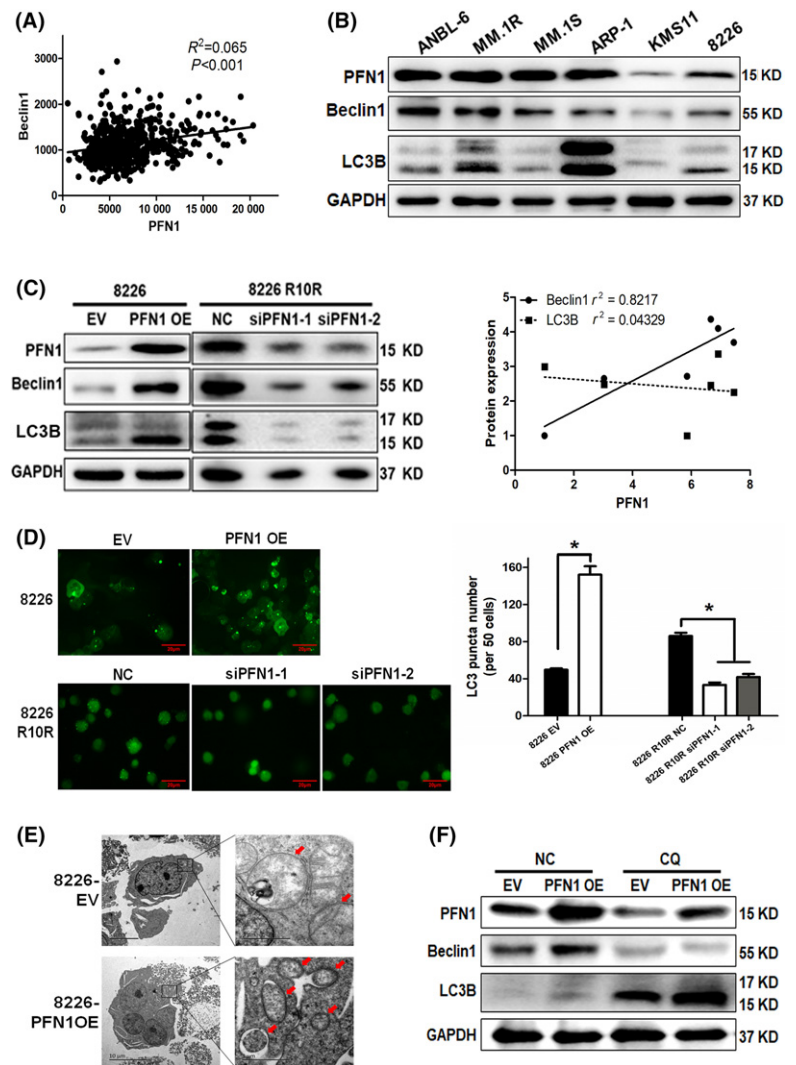 (A)
R²=0.065
P<0.001
Beclin1
3000
2000
1000
0
0 5000 10 000 15 000 20 000
PFN1
(B)
ANBL-6 MM.1R MM.1S ARP-1 KMS11 8226
PFN1 15 KD
Beclin1 55 KD
LC3B 17 KD
15 KD
GAPDH 37 KD
(C)
8226 8226 R10R
EV PFN1 OE NC siPFN1-1 siPFN1-2
PFN1 15 KD
Beclin1 55 KD
LC3B 17 KD
15 KD
GAPDH 37 KD
Beclin1 r² = 0.8217
LC3B r² = 0.04329
Protein expression
5
4
3
2
1
0
0 2 4 6 8
PFN1
(D)
EV PFN1 OE
8226
NC siPFN1-1 siPFN1-2
8226
R10R
LC3 puncta number
(per 50 cells)
160
120
80
40
0
*
*
8226 EV
8226 PFN1 OE
8226 R10R NC
8226 R10R siPFN1-1
8226 R10R siPFN1-2
(E)
8226-
EV
8226-
PFN1OE
10 μm
(F)
NC CQ
EV PFN1 OE EV PFN1 OE
PFN1 15 KD
Beclin1 55 KD
LC3B 17 KD
15 KD
GAPDH 37 KD